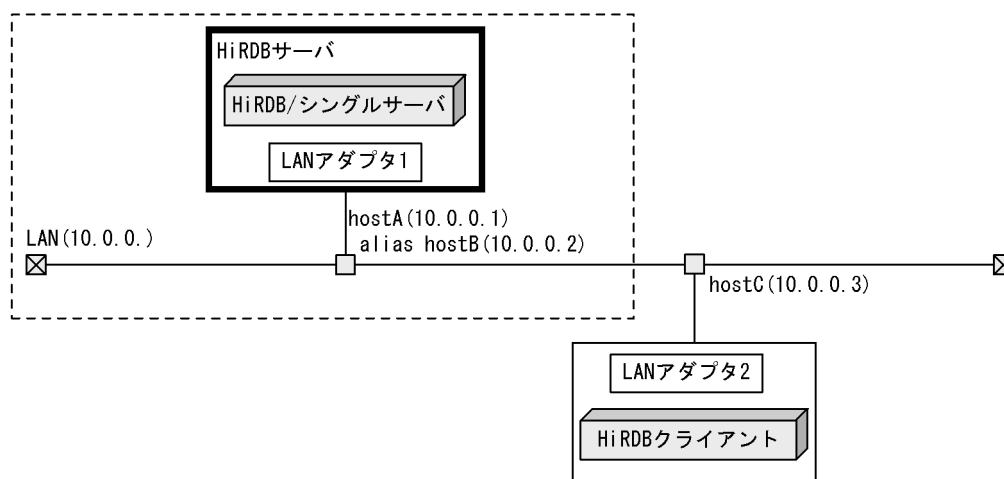 HiRDBサーバ
HiRDB/シングルサーバ
LANアダプタ1
hostA(10.0.0.1)
alias hostB(10.0.0.2)
LAN(10.0.0.)
hostC(10.0.0.3)
LANアダプタ2
HiRDBクライアント